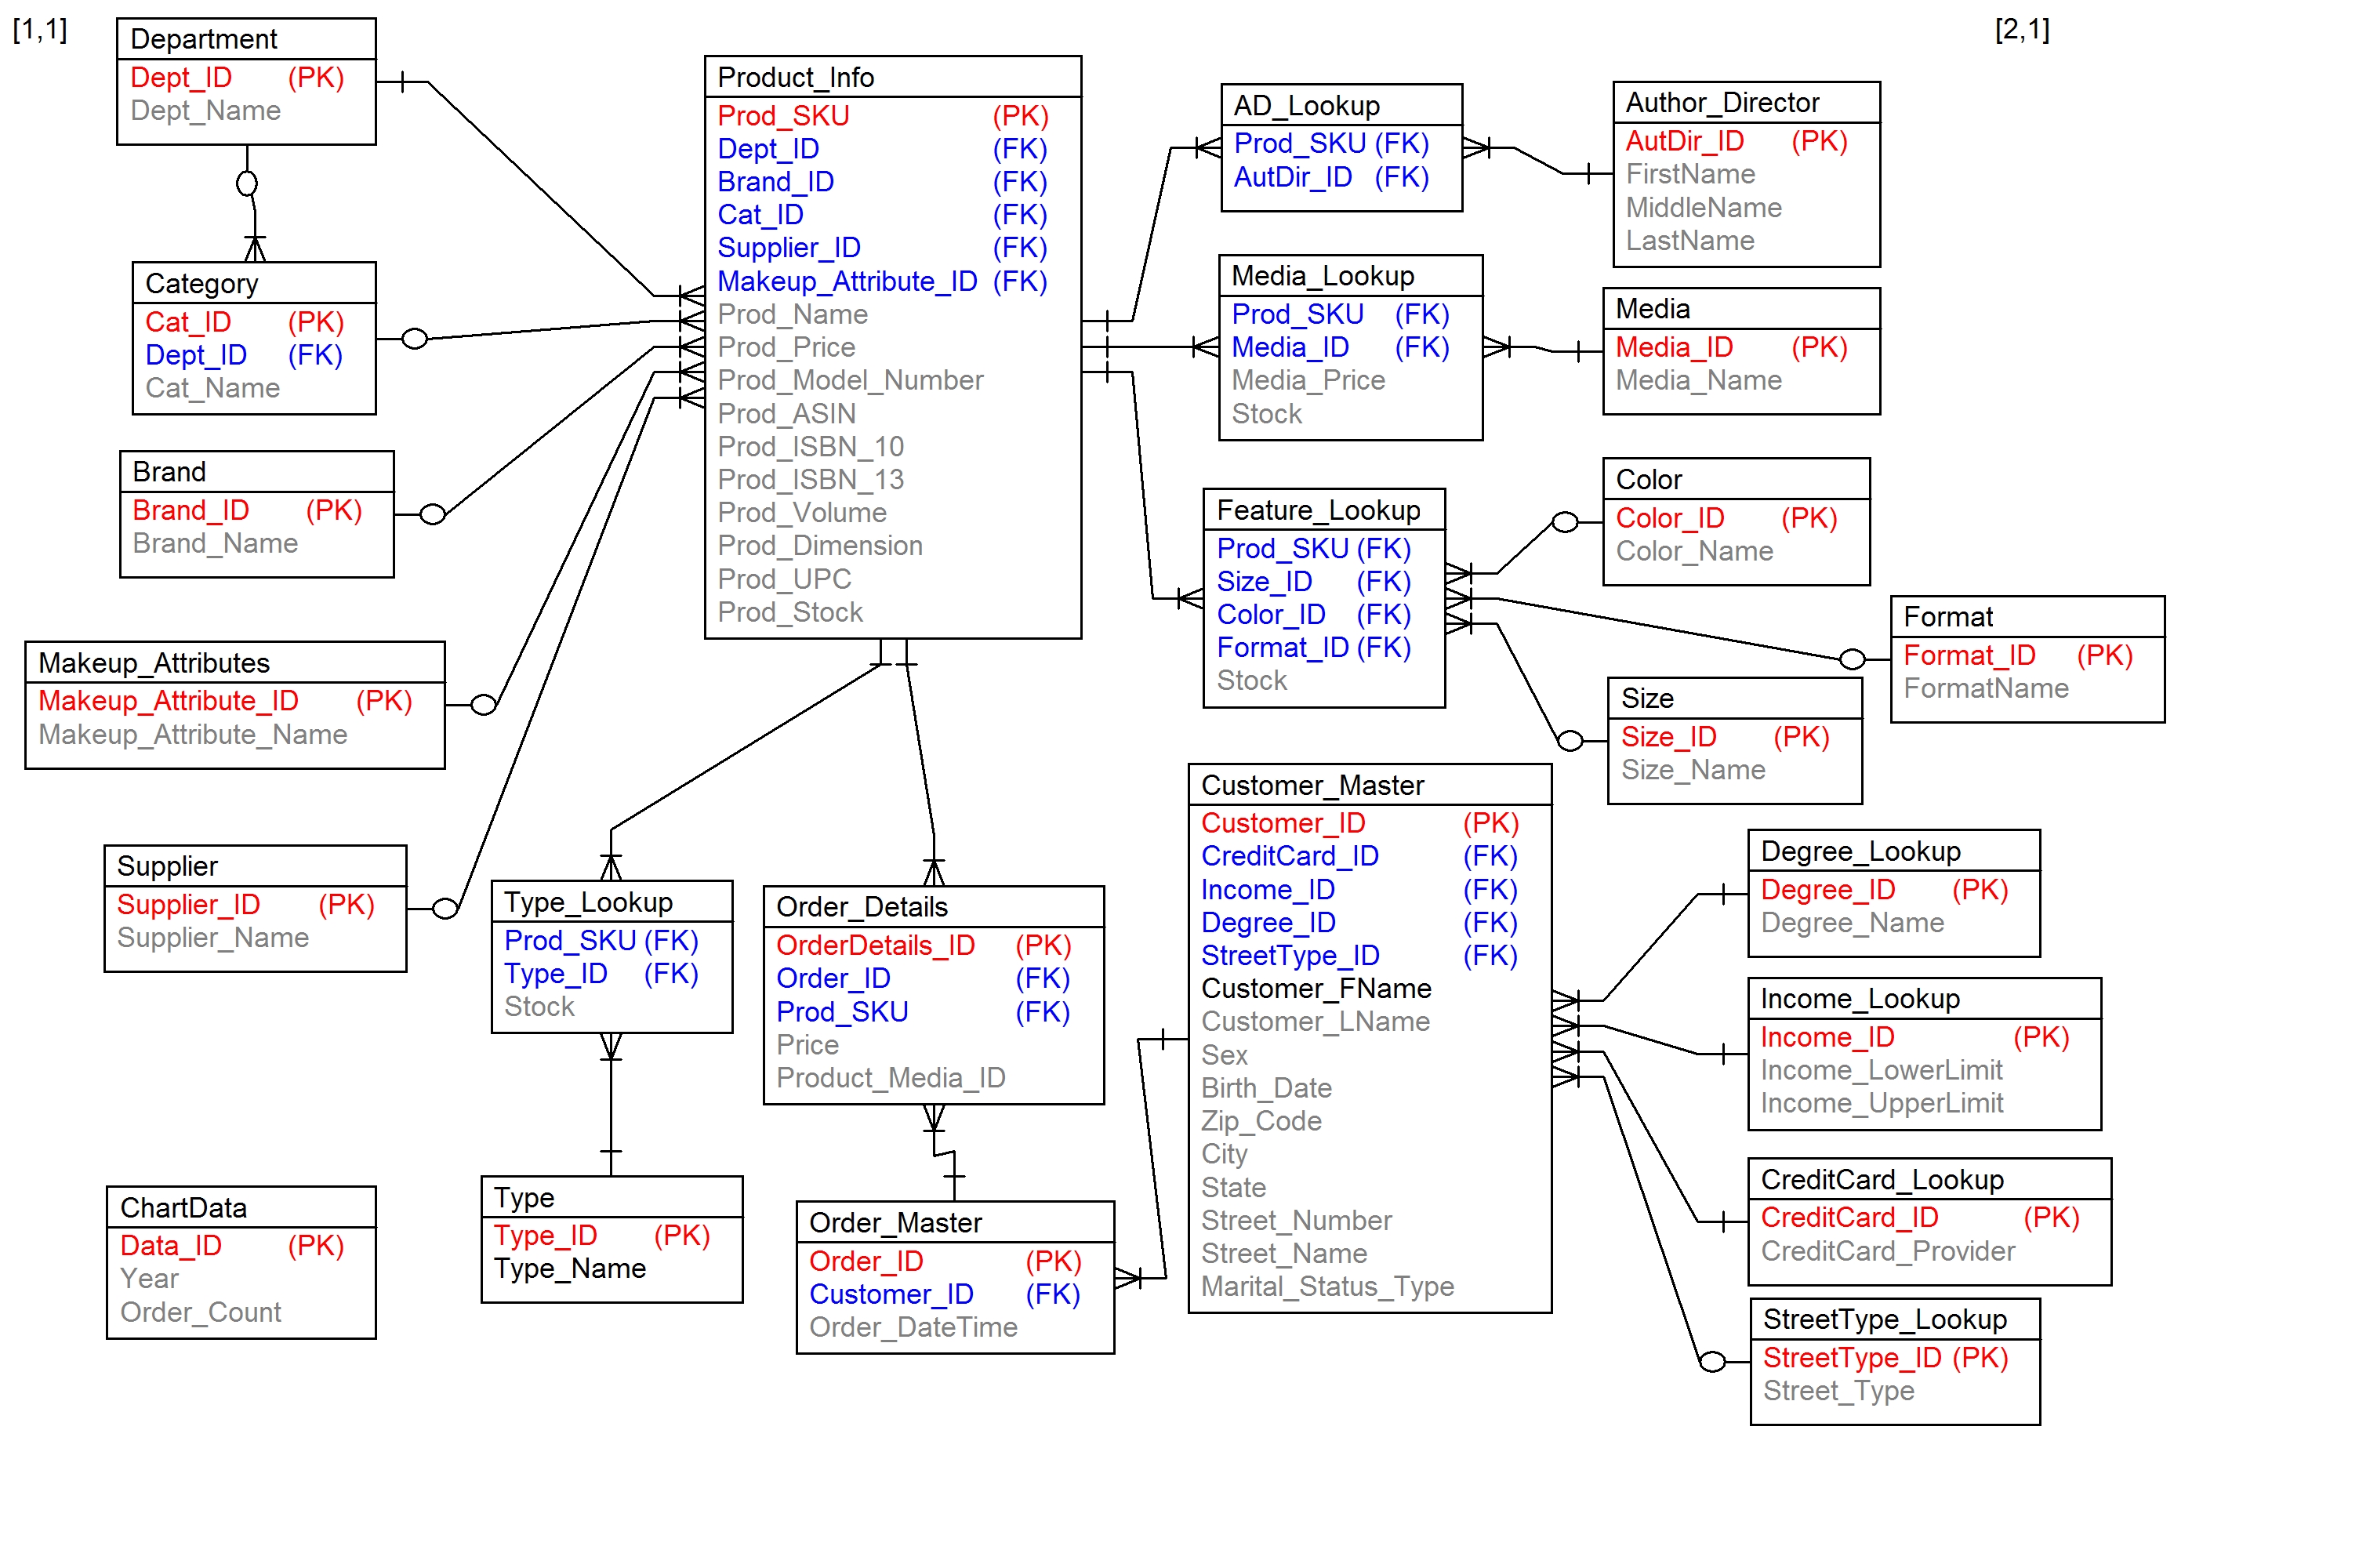 [1,1]
[2,1]
Department
Dept_ID (PK)
Dept_Name
Category
Cat_ID (PK)
Dept_ID (FK)
Cat_Name
Brand
Brand_ID (PK)
Brand_Name
Makeup_Attributes
Makeup_Attribute_ID (PK)
Makeup_Attribute_Name
Supplier
Supplier_ID (PK)
Supplier_Name
ChartData
Data_ID (PK)
Year
Order_Count
Product_Info
Prod_SKU (PK)
Dept_ID (FK)
Brand_ID (FK)
Cat_ID (FK)
Supplier_ID (FK)
Makeup_Attribute_ID (FK)
Prod_Name
Prod_Price
Prod_Model_Number
Prod_ASIN
Prod_ISBN_10
Prod_ISBN_13
Prod_Volume
Prod_Dimension
Prod_UPC
Prod_Stock
Type_Lookup
Prod_SKU (FK)
Type_ID (FK)
Stock
Type
Type_ID (PK)
Type_Name
Order_Details
OrderDetails_ID (PK)
Order_ID (FK)
Prod_SKU (FK)
Price
Product_Media_ID
Order_Master
Order_ID (PK)
Customer_ID (FK)
Order_DateTime
AD_Lookup
Prod_SKU (FK)
AutDir_ID (FK)
Author_Director
AutDir_ID (PK)
FirstName
MiddleName
LastName
Media_Lookup
Prod_SKU (FK)
Media_ID (FK)
Media_Price
Stock
Media
Media_ID (PK)
Media_Name
Feature_Lookup
Prod_SKU (FK)
Size_ID (FK)
Color_ID (FK)
Format_ID (FK)
Stock
Color
Color_ID (PK)
Color_Name
Format
Format_ID (PK)
FormatName
Size
Size_ID (PK)
Size_Name
Customer_Master
Customer_ID (PK)
CreditCard_ID (FK)
Income_ID (FK)
Degree_ID (FK)
StreetType_ID (FK)
Customer_FName
Customer_LName
Sex
Birth_Date
Zip_Code
City
State
Street_Number
Street_Name
Marital_Status_Type
Degree_Lookup
Degree_ID (PK)
Degree_Name
Income_Lookup
Income_ID (PK)
Income_LowerLimit
Income_UpperLimit
CreditCard_Lookup
CreditCard_ID (PK)
CreditCard_Provider
StreetType_Lookup
StreetType_ID (PK)
Street_Type